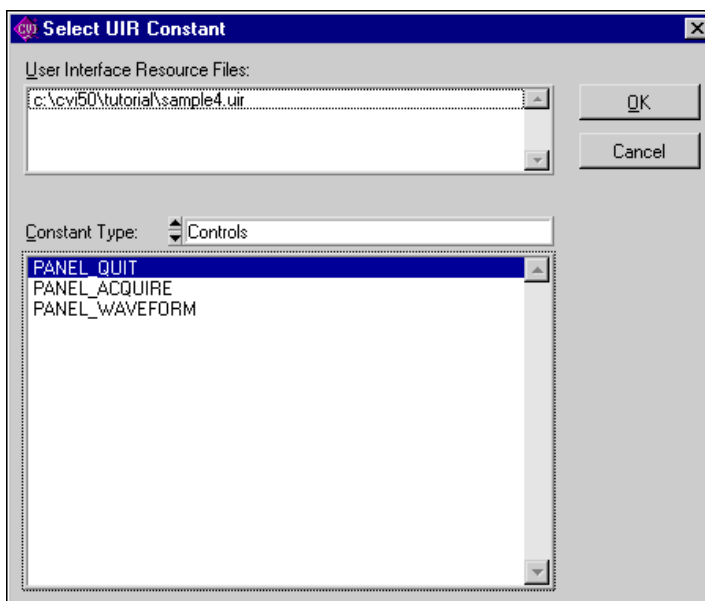 cvi Select UIR Constant
User Interface Resource Files:
c:\cvi50\tutorial\sample4.uir
OK
Cancel
Constant Type: Controls
PANEL_QUIT
PANEL_ACQUIRE
PANEL_WAVEFORM